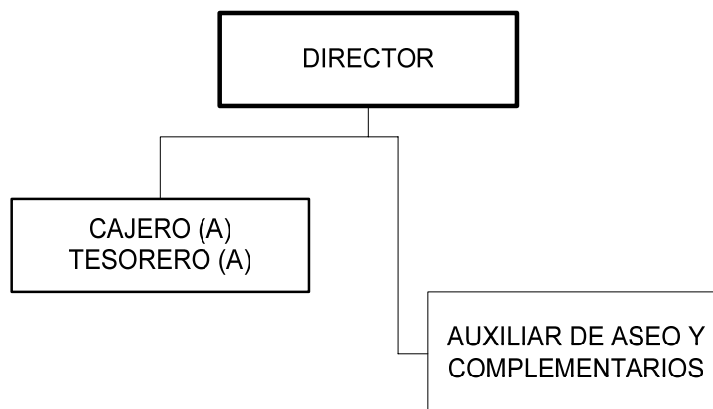 DIRECTOR
CAJERO (A)
TESORERO (A)
AUXILIAR DE ASEO Y
COMPLEMENTARIOS